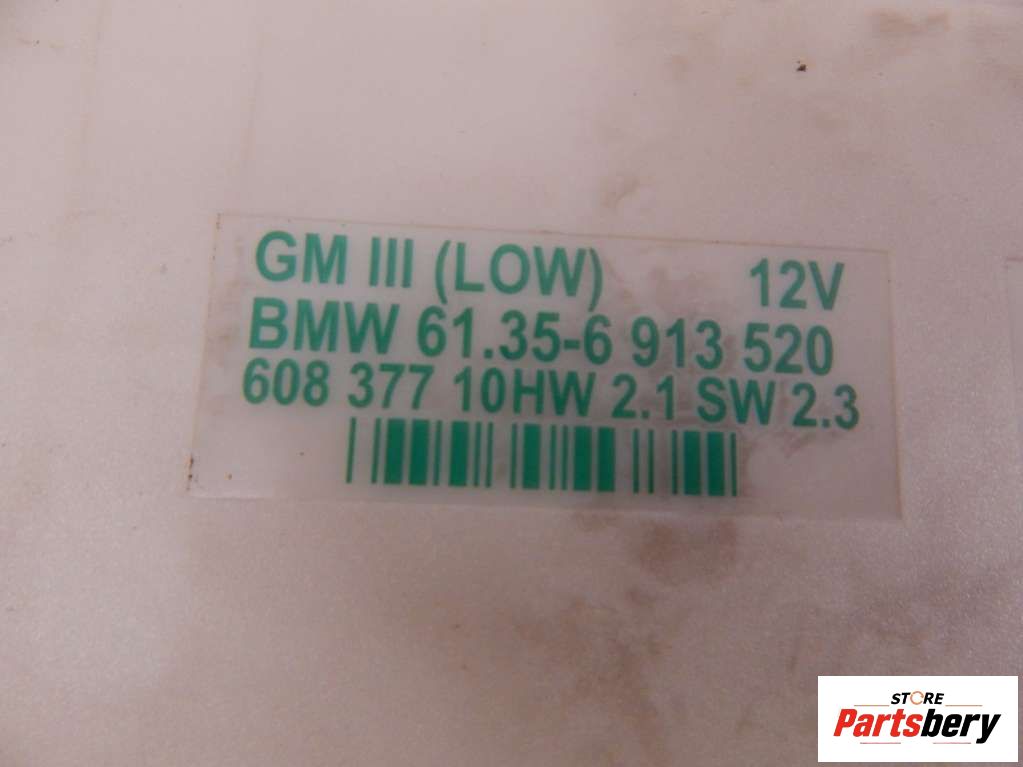 GM III (LOW) 12V
BMW 61.35-6 913 520
608 377 10HW 2.1 SW 2.3
STORE
Partsbery